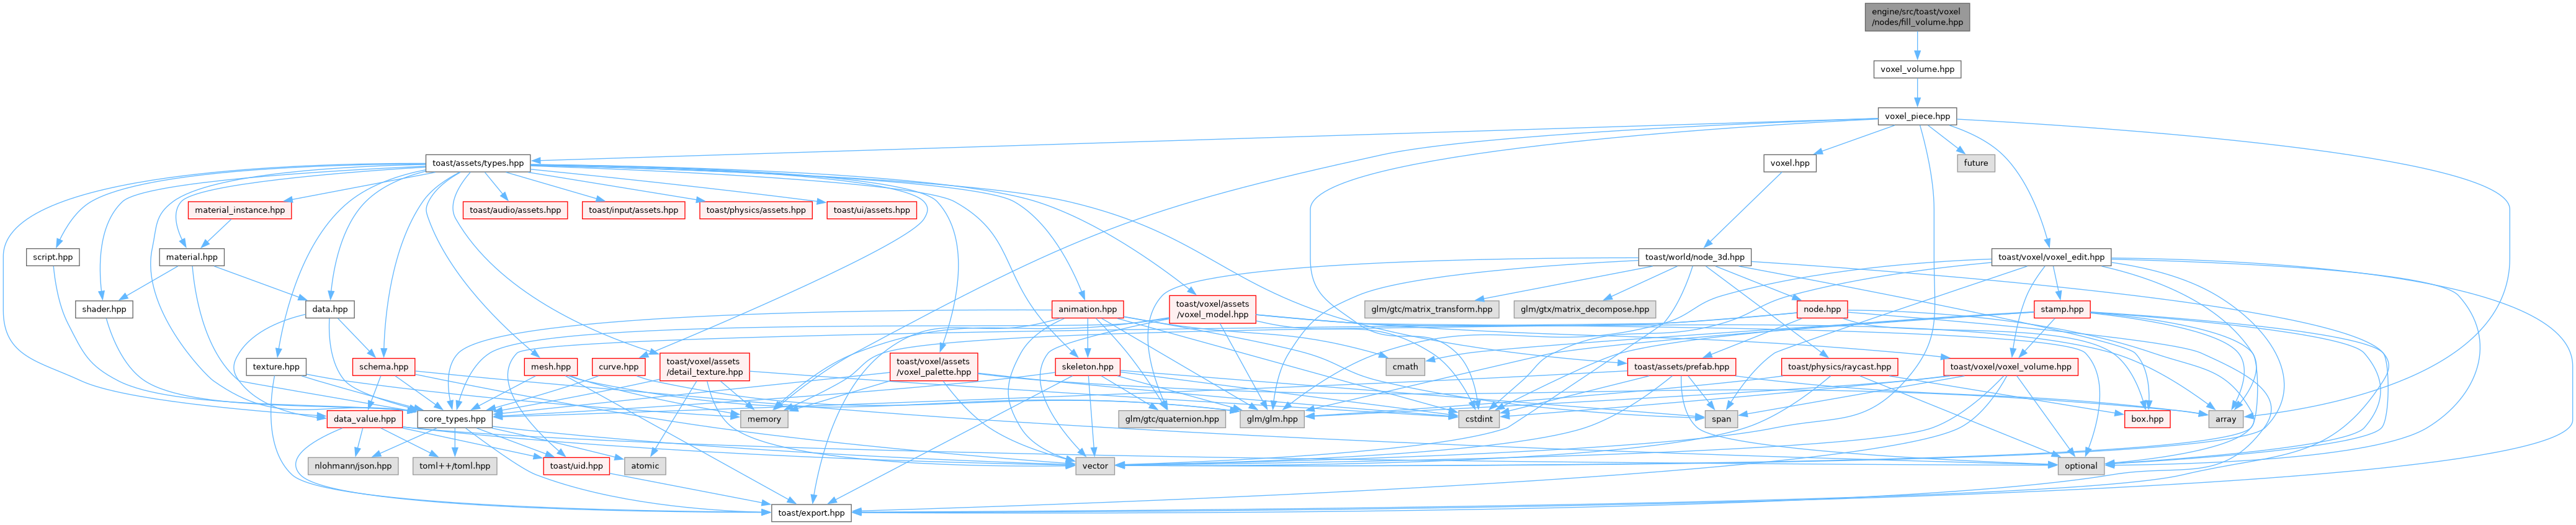 engine/src/toast/voxel
/nodes/fill_volume.hpp
voxel_volume.hpp
voxel_piece.hpp
toast/assets/types.hpp
voxel.hpp
future
material_instance.hpp
toast/audio/assets.hpp
toast/input/assets.hpp
toast/physics/assets.hpp
toast/ui/assets.hpp
script.hpp
material.hpp
toast/world/node_3d.hpp
toast/voxel/voxel_edit.hpp
shader.hpp
data.hpp
animation.hpp
toast/voxel/assets
/voxel_model.hpp
glm/gtc/matrix_transform.hpp
glm/gtx/matrix_decompose.hpp
node.hpp
stamp.hpp
texture.hpp
schema.hpp
mesh.hpp
curve.hpp
toast/voxel/assets
/detail_texture.hpp
toast/voxel/assets
/voxel_palette.hpp
skeleton.hpp
cmath
toast/assets/prefab.hpp
toast/physics/raycast.hpp
toast/voxel/voxel_volume.hpp
data_value.hpp
core_types.hpp
memory
glm/gtc/quaternion.hpp
glm/glm.hpp
cstdint
span
box.hpp
array
nlohmann/json.hpp
toml++/toml.hpp
toast/uid.hpp
atomic
vector
optional
toast/export.hpp